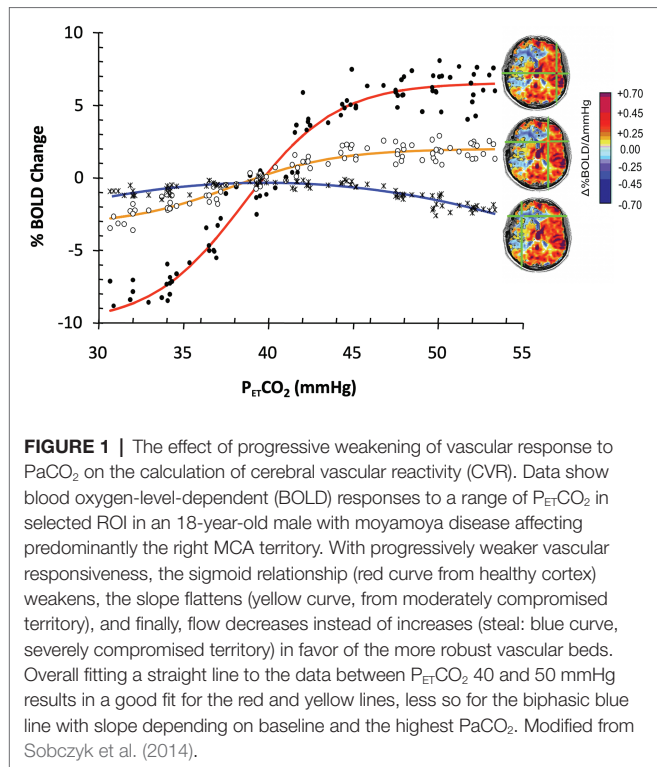 10
5
0
-5
-10
% BOLD Change
30 35 40 45 50 55
PETCO2 (mmHg)
+0.70
+0.45
+0.25
0.00
-0.25
-0.45
-0.70
Δ%BOLD/ΔmmHg
FIGURE 1 | The effect of progressive weakening of vascular response to
PaCO2 on the calculation of cerebral vascular reactivity (CVR). Data show
blood oxygen-level-dependent (BOLD) responses to a range of PETCO2 in
selected ROI in an 18-year-old male with moyamoya disease affecting
predominantly the right MCA territory. With progressively weaker vascular
responsiveness, the sigmoid relationship (red curve from healthy cortex)
weakens, the slope flattens (yellow curve, from moderately compromised
territory), and finally, flow decreases instead of increases (steal: blue curve,
severely compromised territory) in favor of the more robust vascular beds.
Overall fitting a straight line to the data between PETCO2 40 and 50 mmHg
results in a good fit for the red and yellow lines, less so for the biphasic blue
line with slope depending on baseline and the highest PaCO2. Modified from
Sobczyk et al. (2014).